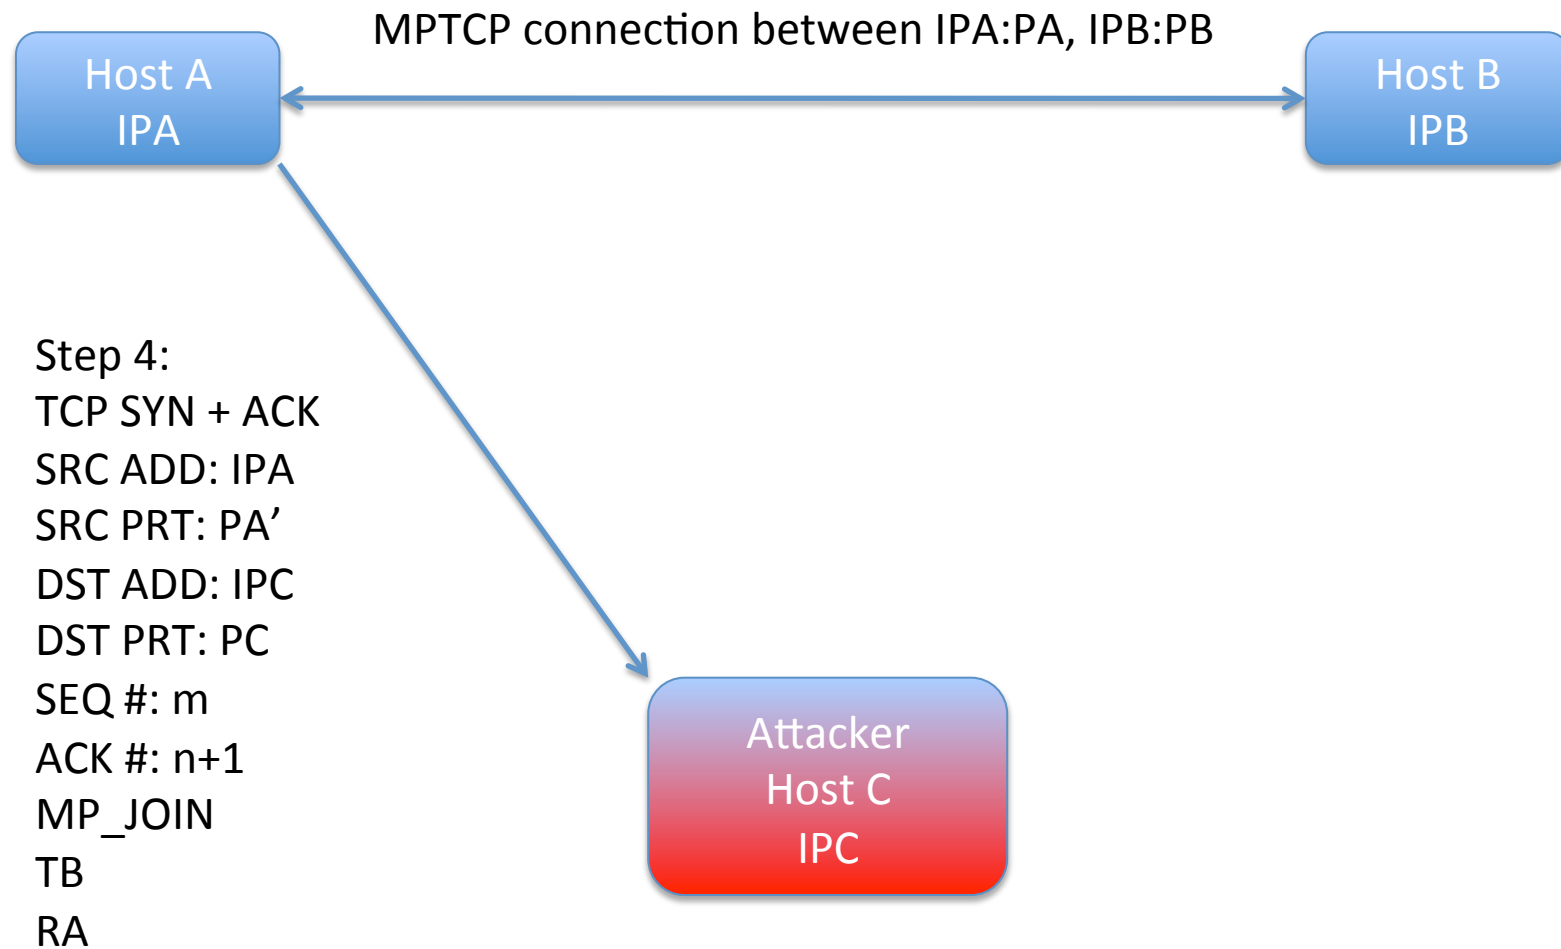 MPTCP connection between IPA:PA, IPB:PB
Host A
IPA
Host B
IPB
Step 4:
TCP SYN + ACK
SRC ADD: IPA
SRC PRT: PA’
DST ADD: IPC
DST PRT: PC
SEQ #: m
ACK #: n+1
MP_JOIN
TB
RA
Attacker
Host C
IPC